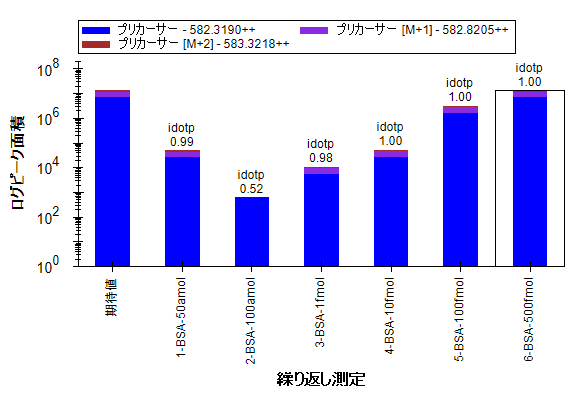 プリカーサー - 582.3190++ プリカーサー [M+1] - 582.8205++
プリカーサー [M+2] - 583.3218++
ログピーク面積
10^8
10^6
10^4
10^2
10^0
idotp
0.99
idotp
0.52
idotp
0.98
idotp
1.00
idotp
1.00
idotp
1.00
期待値
1-BSA-50amol
2-BSA-100amol
3-BSA-1fmol
4-BSA-10fmol
5-BSA-100fmol
6-BSA-500fmol
繰り返し測定